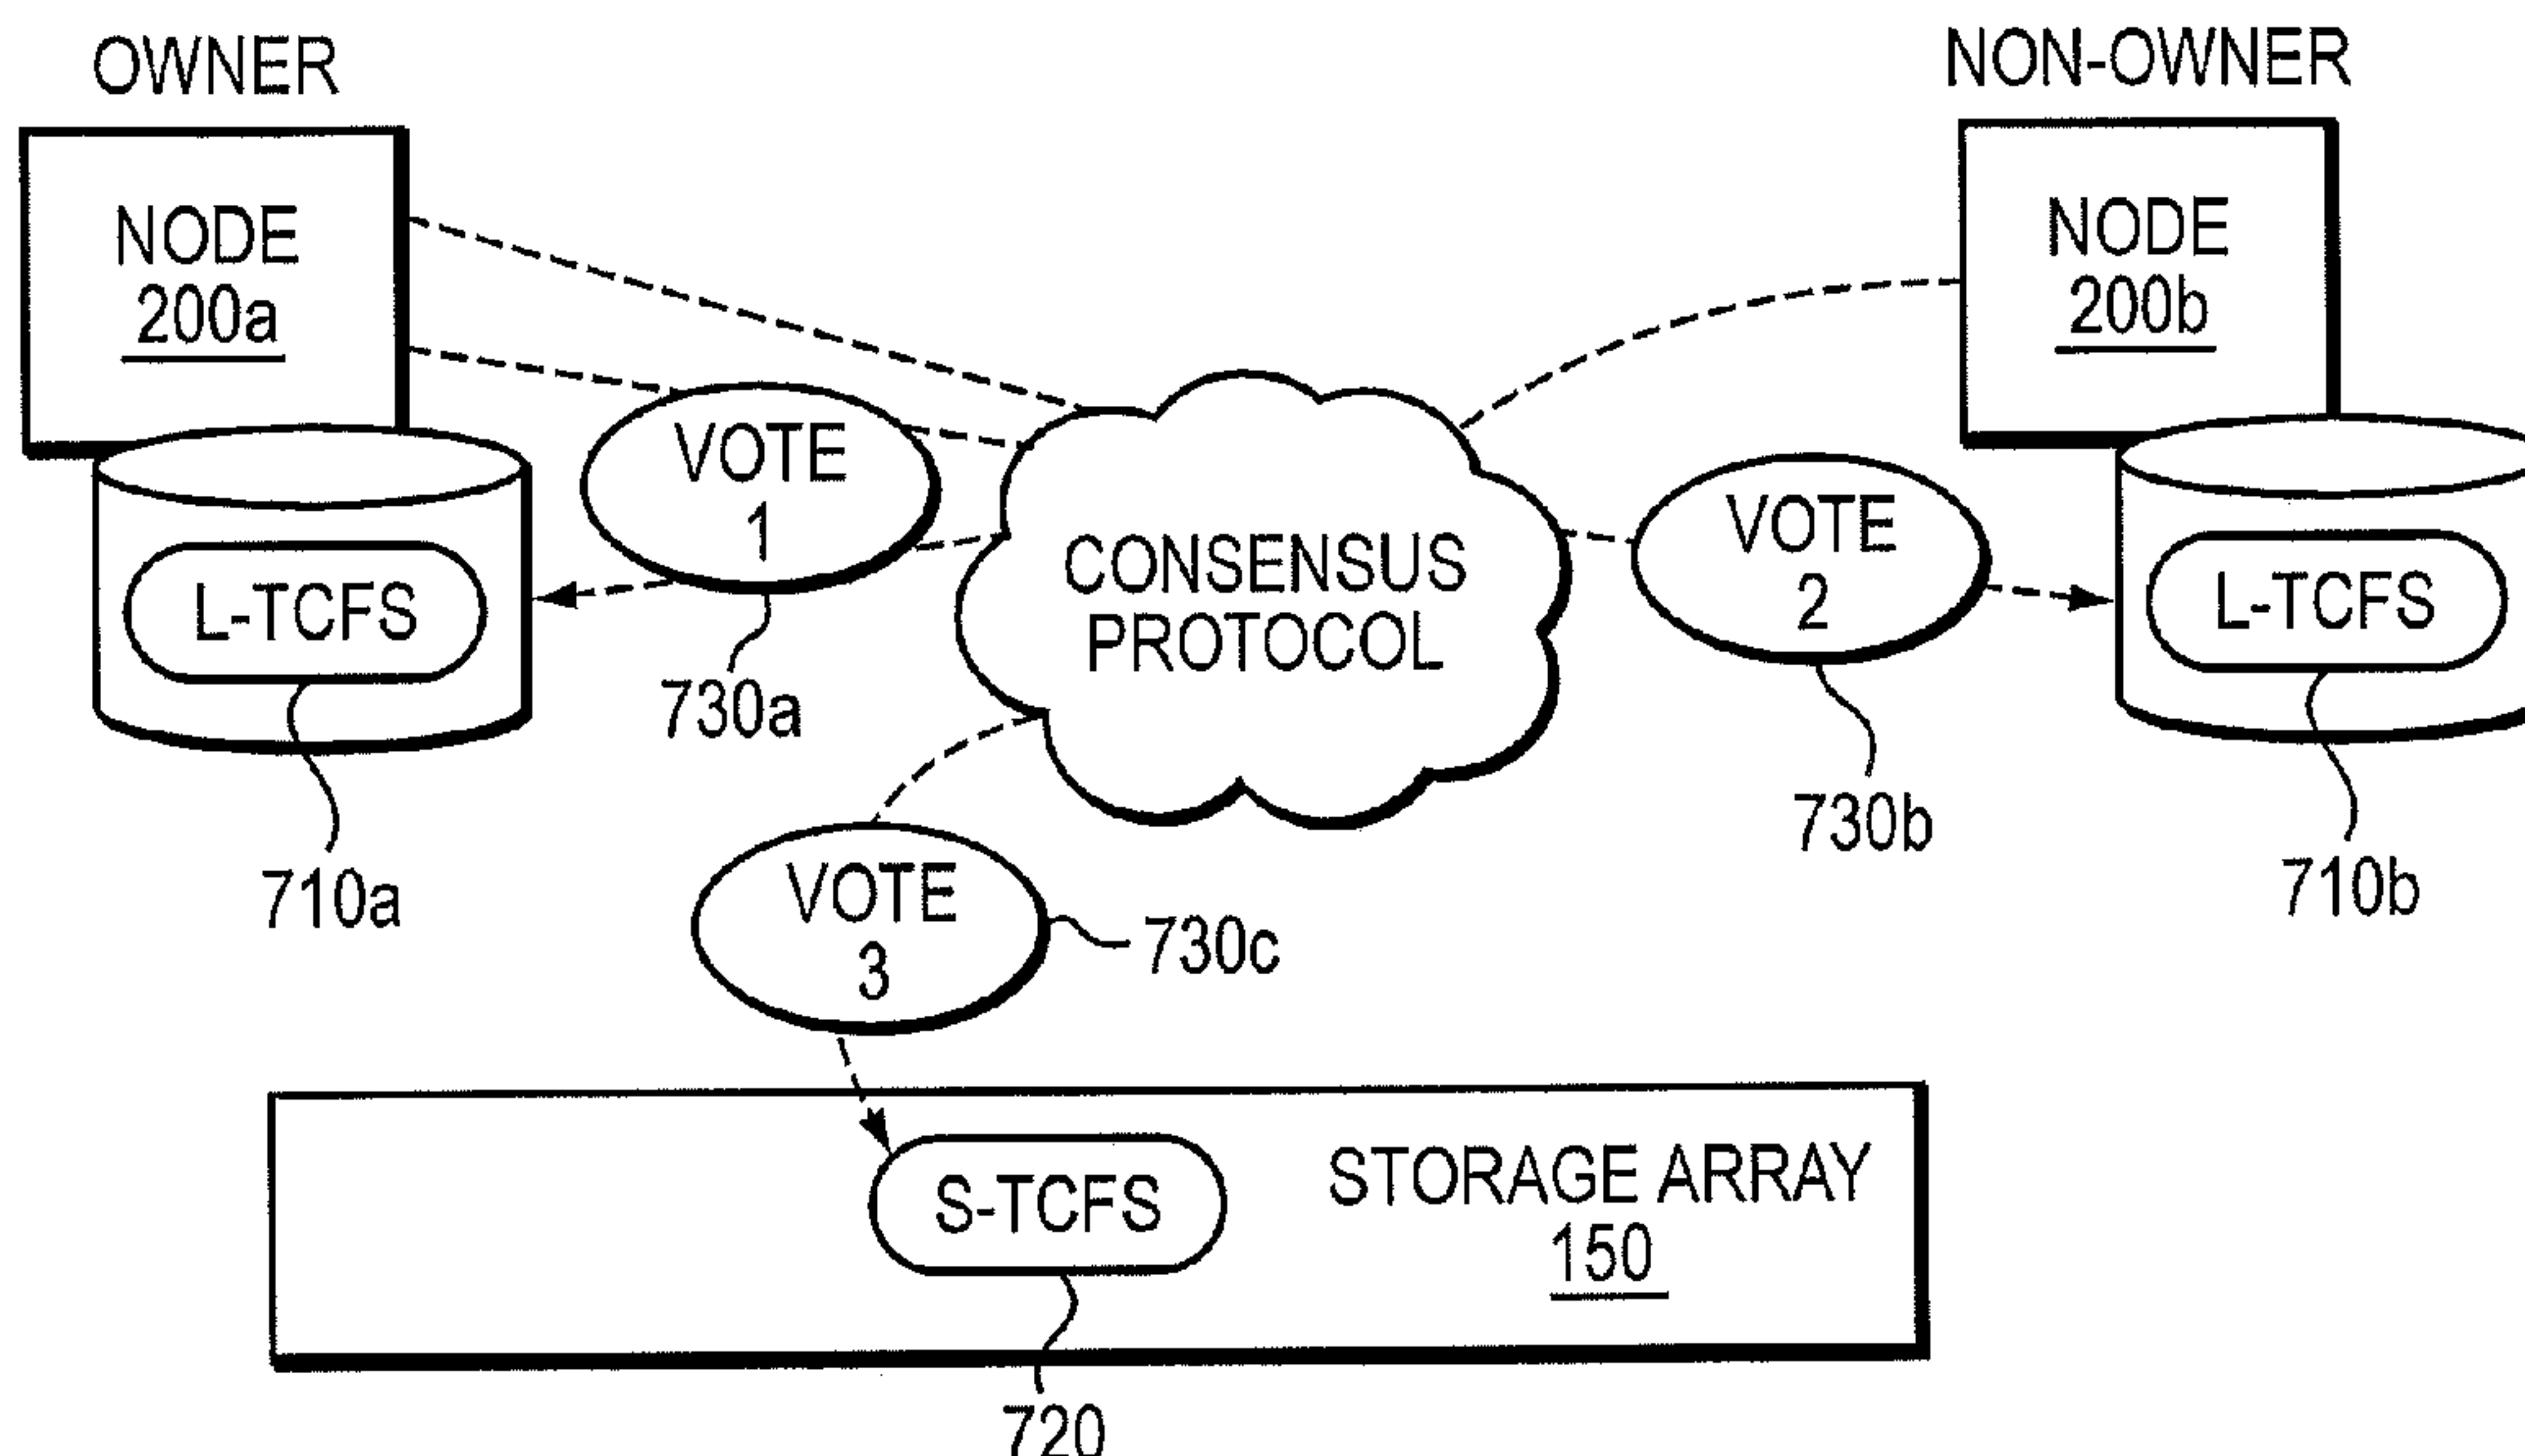 OWNER
NON-OWNER
NODE
200a
NODE
200b
VOTE
1
VOTE
2
CONSENSUS
PROTOCOL
L-TCFS
L-TCFS
730a
730b
710a
710b
VOTE
3
730c
S-TCFS
STORAGE ARRAY
150
720